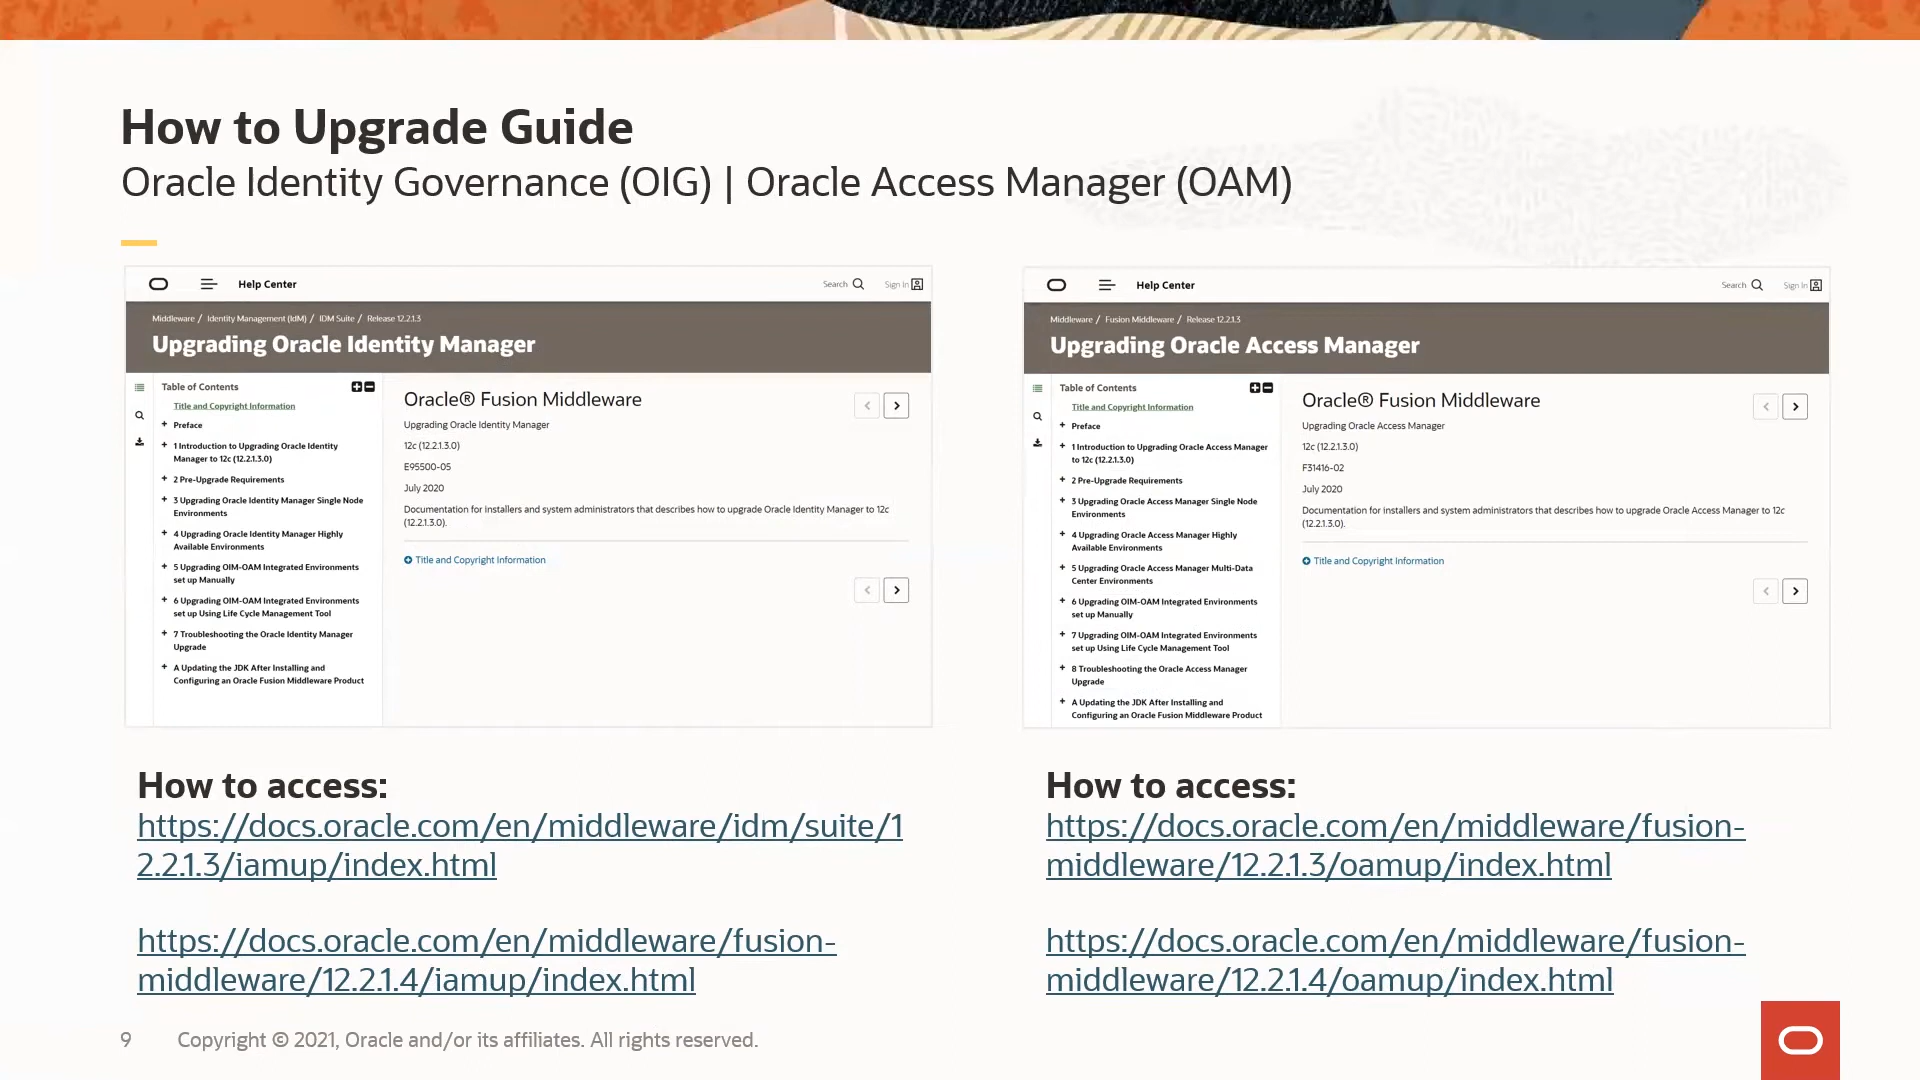 How to Upgrade Guide
Oracle Identity Governance (OIG) | Oracle Access Manager (OAM)
Help Center
Search
Sign In
Middleware / Identity Management (IdM) / IDM Suite / Release 12.2.1.3
Upgrading Oracle Identity Manager
Table of Contents
Title and Copyright Information
Preface
1 Introduction to Upgrading Oracle Identity
Manager to 12c (12.2.1.3.0)
2 Pre-Upgrade Requirements
3 Upgrading Oracle Identity Manager Single Node
Environments
4 Upgrading Oracle Identity Manager Highly
Available Environments
5 Upgrading OIM-OAM Integrated Environments
set up Manually
6 Upgrading OIM-OAM Integrated Environments
set up Using Life Cycle Management Tool
7 Troubleshooting the Oracle Identity Manager
Upgrade
A Updating the JDK After Installing and
Configuring an Oracle Fusion Middleware Product
Oracle® Fusion Middleware
Upgrading Oracle Identity Manager
12c (12.2.1.3.0)
E95500-05
July 2020
Documentation for installers and system administrators that describes how to upgrade Oracle Identity Manager to 12c
(12.2.1.3.0).
Title and Copyright Information
Help Center
Search
Sign In
Middleware / Fusion Middleware / Release 12.2.1.3
Upgrading Oracle Access Manager
Table of Contents
Title and Copyright Information
Preface
1 Introduction to Upgrading Oracle Access Manager
to 12c (12.2.1.3.0)
2 Pre-Upgrade Requirements
3 Upgrading Oracle Access Manager Single Node
Environments
4 Upgrading Oracle Access Manager Highly
Available Environments
5 Upgrading Oracle Access Manager Multi-Data
Center Environments
6 Upgrading OIM-OAM Integrated Environments
set up Manually
7 Upgrading OIM-OAM Integrated Environments
set up Using Life Cycle Management Tool
8 Troubleshooting the Oracle Access Manager
Upgrade
A Updating the JDK After Installing and
Configuring an Oracle Fusion Middleware Product
Oracle® Fusion Middleware
Upgrading Oracle Access Manager
12c (12.2.1.3.0)
F31416-02
July 2020
Documentation for installers and system administrators that describes how to upgrade Oracle Access Manager to 12c
(12.2.1.3.0).
Title and Copyright Information
How to access:
https://docs.oracle.com/en/middleware/idm/suite/1
2.2.1.3/iamup/index.html
https://docs.oracle.com/en/middleware/fusion-
middleware/12.2.1.4/iamup/index.html
How to access:
https://docs.oracle.com/en/middleware/fusion-
middleware/12.2.1.3/oamup/index.html
https://docs.oracle.com/en/middleware/fusion-
middleware/12.2.1.4/oamup/index.html
9 Copyright © 2021, Oracle and/or its affiliates. All rights reserved.